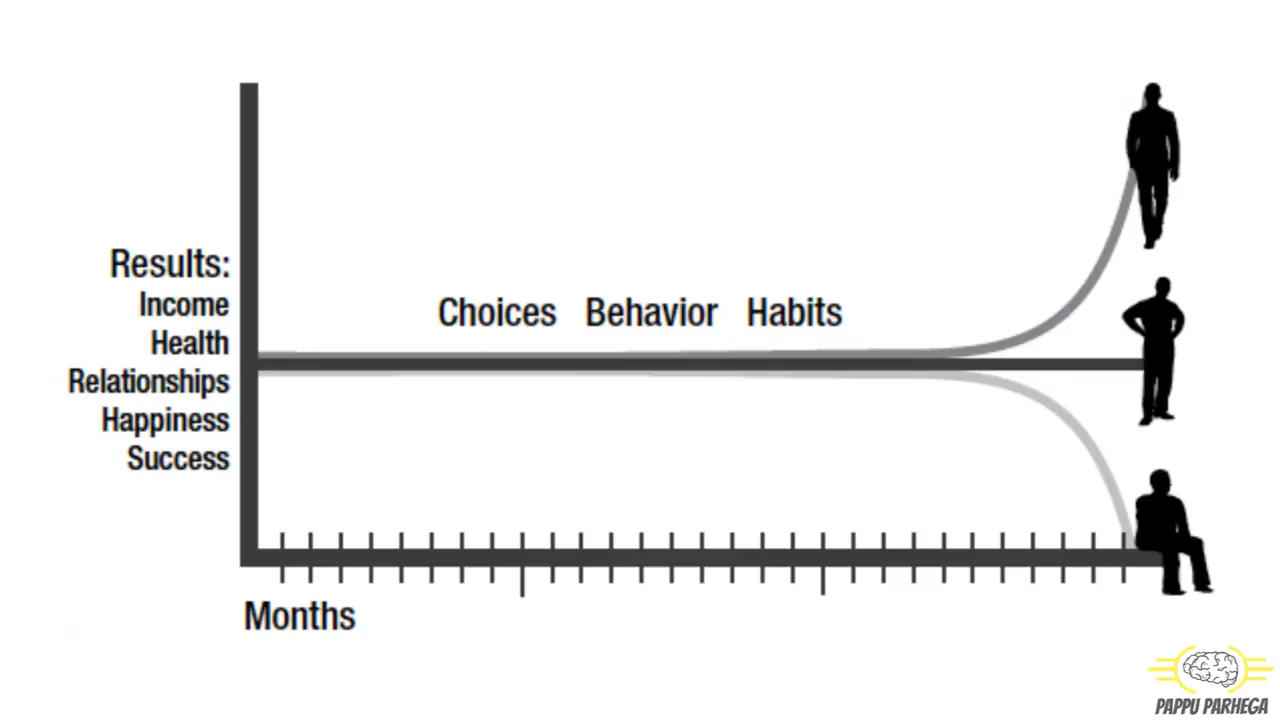 Results:
Income
Health
Relationships
Happiness
Success
Choices Behavior Habits
Months
PAPPU PARHEGA